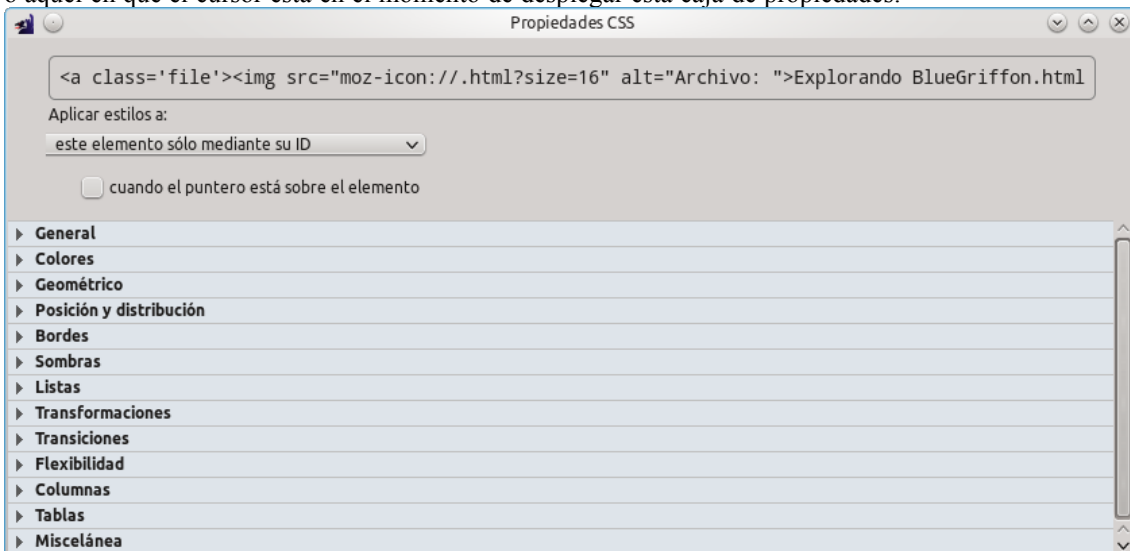 o aquel en que el cursor está en el momento de desplegar esta caja de propiedades.
Propiedades CSS
<a class='file'><img src="moz-icon://.html?size=16" alt="Archivo: ">Explorando BlueGriffon.html
Aplicar estilos a:
este elemento sólo mediante su ID
cuando el puntero está sobre el elemento
General
Colores
Geométrico
Posición y distribución
Bordes
Sombras
Listas
Transformaciones
Transiciones
Flexibilidad
Columnas
Tablas
Miscelánea